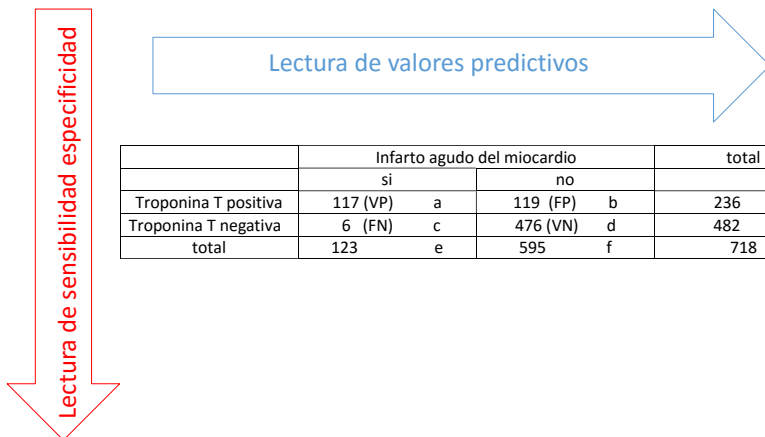 Lectura de sensibilidad especificidad
Lectura de valores predictivos
Infarto agudo del miocardio total
si no
Troponina T positiva 117 (VP) a 119 (FP) b 236
Troponina T negativa 6 (FN) c 476 (VN) d 482
total 123 e 595 f 718